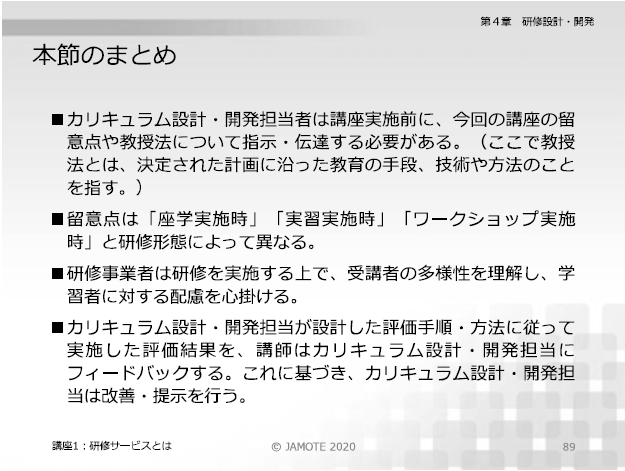 第４章　研修設計・開発
本節のまとめ
■カリキュラム設計・開発担当者は講座実施前に、今回の講座の留
意点や教授法について指示・伝達する必要がある。（ここで教授
法とは、決定された計画に沿った教育の手段、技術や方法のこと
を指す。）
■留意点は「座学実施時」「実習実施時」「ワークショップ実施
時」と研修形態によって異なる。
■研修事業者は研修を実施する上で、受講者の多様性を理解し、学
習者に対する配慮を心掛ける。
■カリキュラム設計・開発担当が設計した評価手順・方法に従って
実施した評価結果を、講師はカリキュラム設計・開発担当に
フィードバックする。これに基づき、カリキュラム設計・開発担
当は改善・提示を行う。
講座1：研修サービスとは
© JAMOTE 2020
89